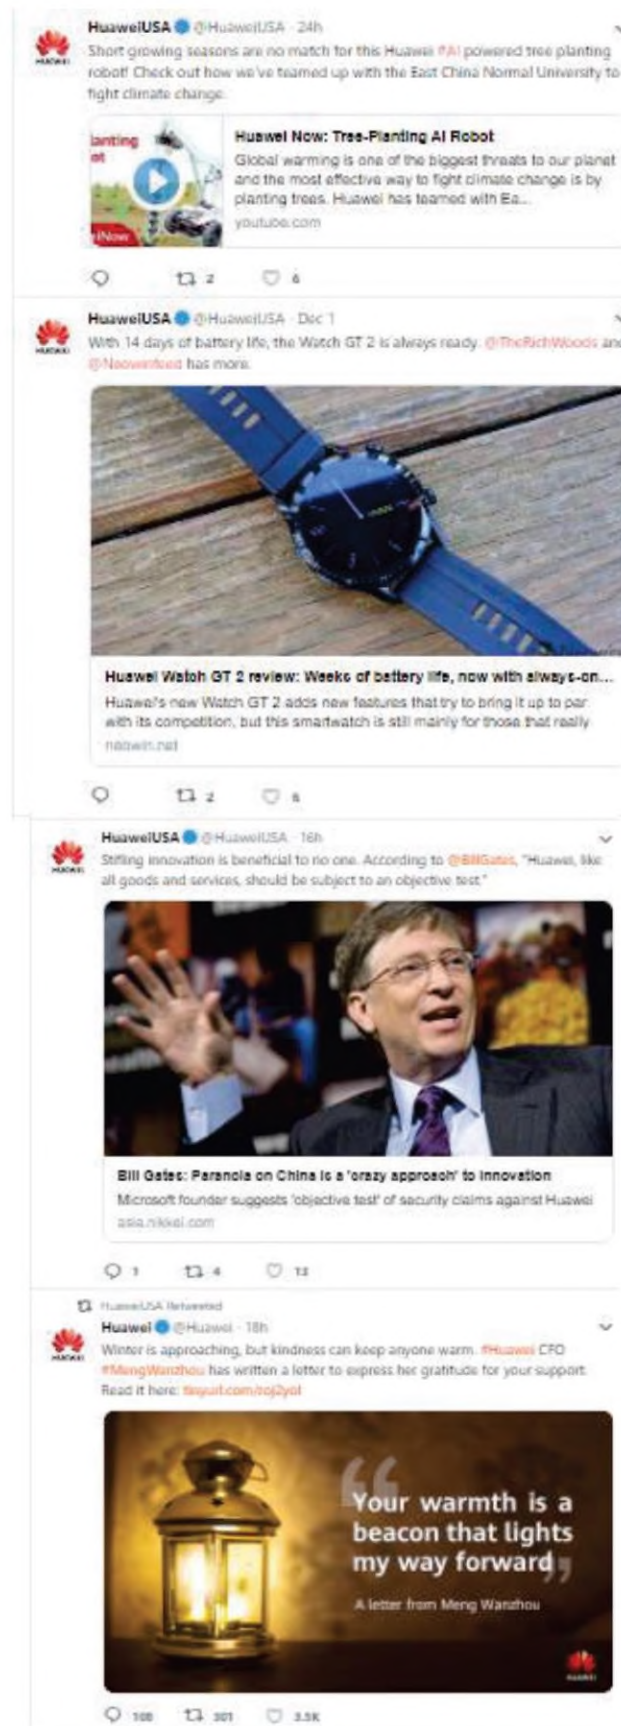 HuaweiUSA @HuaweiUSA · 24h
Short growing seasons are no match for this Huawei #AI powered tree planting
robot! Check out how we've teamed up with the East China Normal University to
fight climate change.
lanting
ot
Huawei Now: Tree-Planting AI Robot
Global warming is one of the biggest threats to our planet
and the most effective way to fight climate change is by
planting trees. Huawei has teamed with Ea...
youtube.com
2 6
HUAWEI
HuaweiUSA @HuaweiUSA · Dec 1
With 14 days of battery life, the Watch GT 2 is always ready. @TheRichWoods and
@Neowinfeed has more.
Huawei Watch GT 2 review: Weeks of battery life, now with always-on...
Huawei's new Watch GT 2 adds new features that try to bring it up to par
with its competition, but this smartwatch is still mainly for those that really
neowin.net
2 6
HUAWEI
HuaweiUSA @HuaweiUSA · 16h
Stifling innovation is beneficial to no one. According to @BillGates, "Huawei, like
all goods and services, should be subject to an objective test."
Bill Gates: Paranoia on China is a 'crazy approach' to innovation
Microsoft founder suggests 'objective test' of security claims against Huawei
asia.nikkei.com
1 4 13
HuaweiUSA Retweeted
HUAWEI
Huawei @Huawei · 18h
Winter is approaching, but kindness can keep anyone warm. #Huawei CFO
#MengWanzhou has written a letter to express her gratitude for your support.
Read it here:
“Your warmth is a
beacon that lights
my way forward”
A letter from Meng Wanzhou
HUAWEI
108 301 3.5K